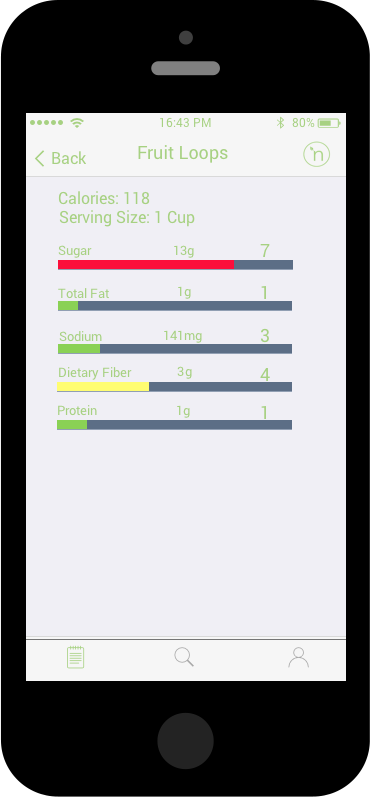 16:43 PM 80%
Back Fruit Loops 'n
Calories: 118
Serving Size: 1 Cup
Sugar 13g 7
Total Fat 1g 1
Sodium 141mg 3
Dietary Fiber 3g 4
Protein 1g 1